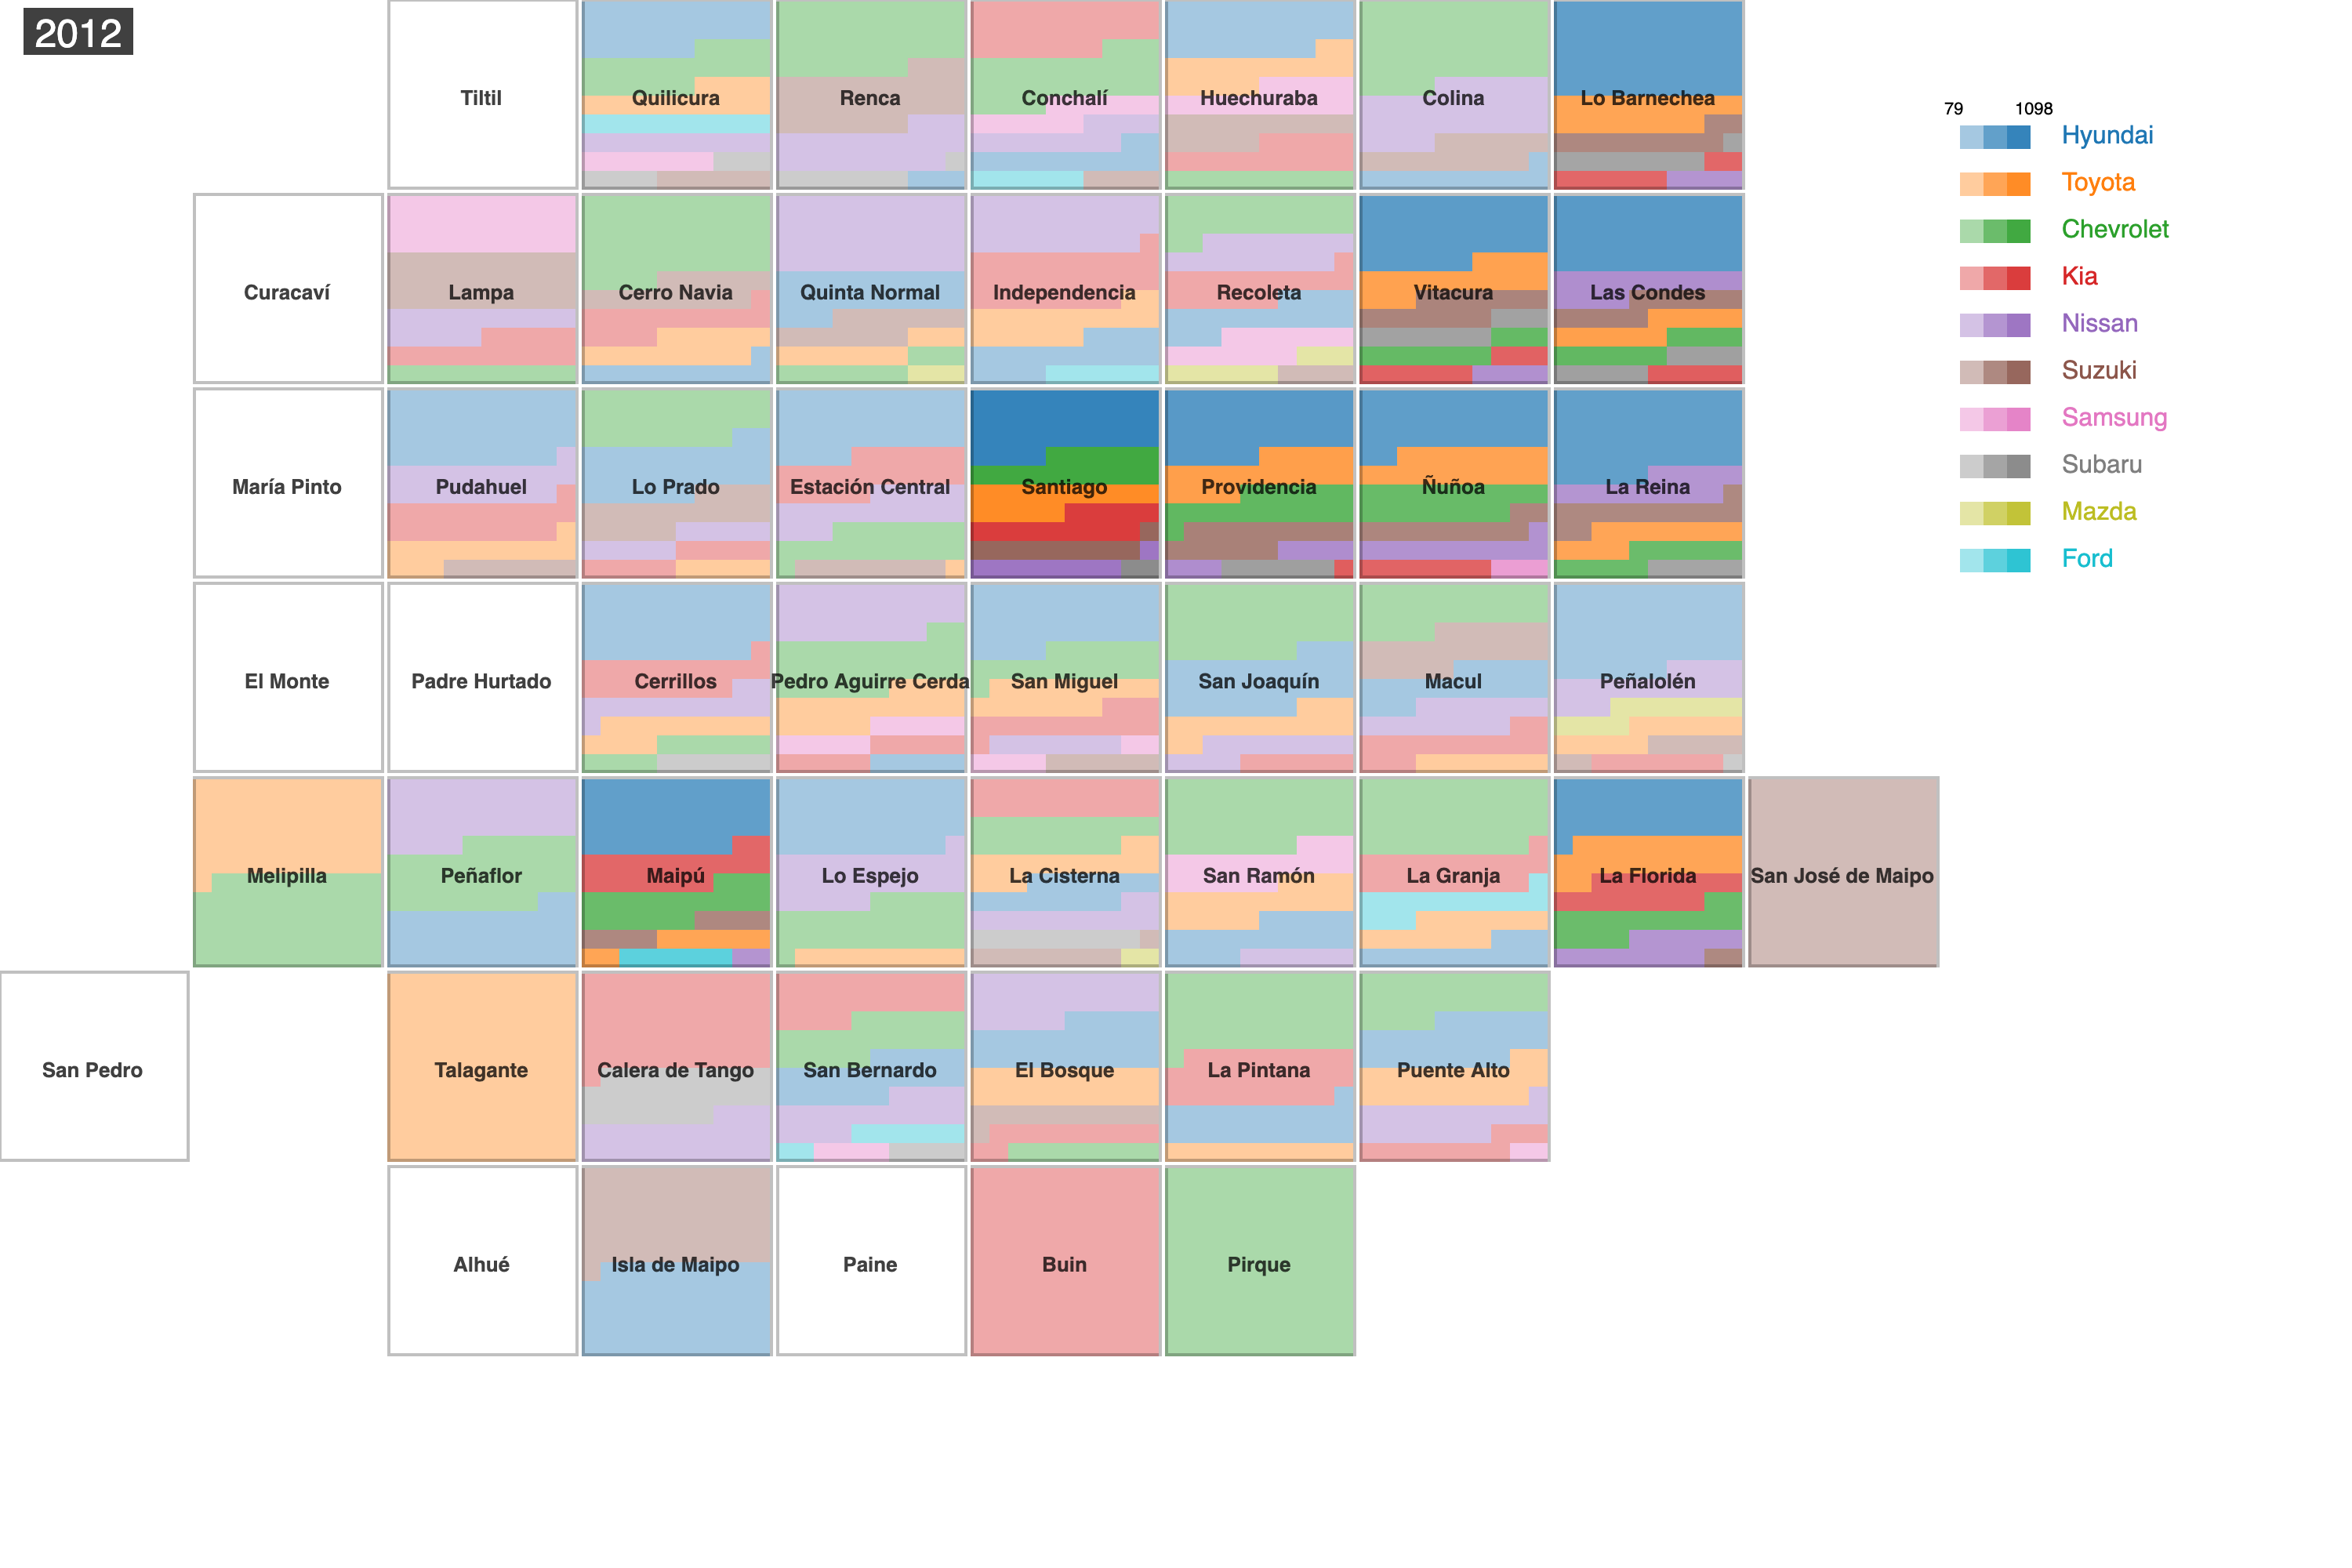 2012
Tiltil
Quilicura
Renca
Conchalí
Huechuraba
Colina
Lo Barnechea
Curacaví
Lampa
Cerro Navia
Quinta Normal
Independencia
Recoleta
Vitacura
Las Condes
María Pinto
Pudahuel
Lo Prado
Estación Central
Santiago
Providencia
Ñuñoa
La Reina
El Monte
Padre Hurtado
Cerrillos
Pedro Aguirre Cerda
San Miguel
San Joaquín
Macul
Peñalolén
Melipilla
Peñaflor
Maipú
Lo Espejo
La Cisterna
San Ramón
La Granja
La Florida
San José de Maipo
San Pedro
Talagante
Calera de Tango
San Bernardo
El Bosque
La Pintana
Puente Alto
Alhué
Isla de Maipo
Paine
Buin
Pirque
79 1098
Hyundai
Toyota
Chevrolet
Kia
Nissan
Suzuki
Samsung
Subaru
Mazda
Ford